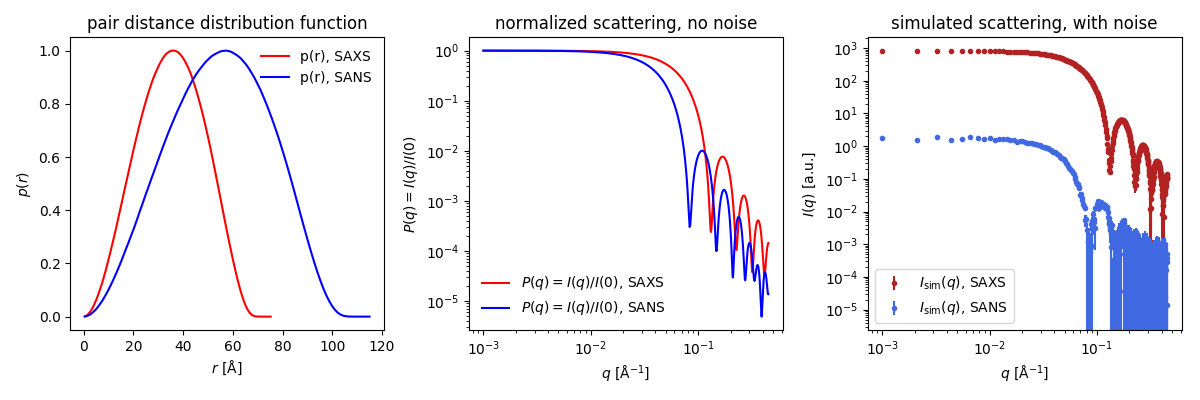 pair distance distribution function
p(r), SAXS
p(r), SANS
1.0
0.8
0.6
0.4
0.2
0.0
p(r)
0 20 40 60 80 100 120
r [Å]
normalized scattering, no noise
10⁰
10⁻¹
10⁻²
10⁻³
10⁻⁴
10⁻⁵
P(q) = I(q)/I(0)
P(q) = I(q)/I(0), SAXS
P(q) = I(q)/I(0), SANS
10⁻³ 10⁻² 10⁻¹
q [Å⁻¹]
simulated scattering, with noise
10³
10²
10¹
10⁰
10⁻¹
10⁻²
10⁻³
10⁻⁴
10⁻⁵
I(q) [a.u.]
Isim(q), SAXS
Isim(q), SANS
10⁻³ 10⁻² 10⁻¹
q [Å⁻¹]